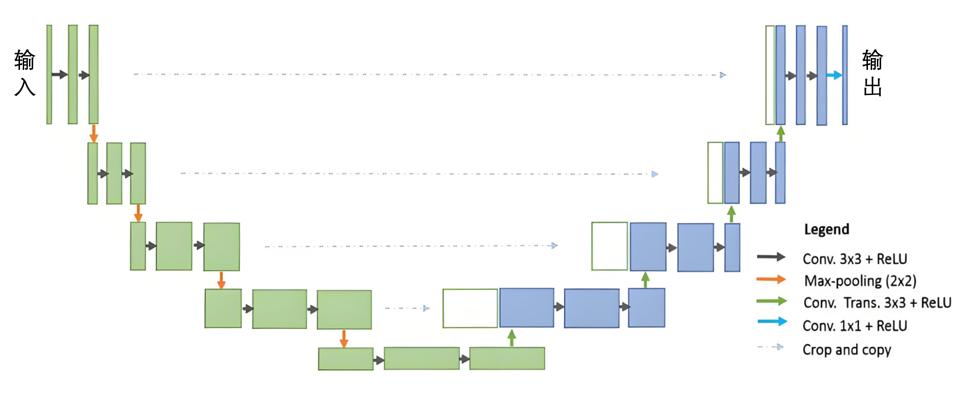 输入
输出
Legend
Conv. 3x3 + ReLU
Max-pooling (2x2)
Conv. Trans. 3x3 + ReLU
Conv. 1x1 + ReLU
Crop and copy